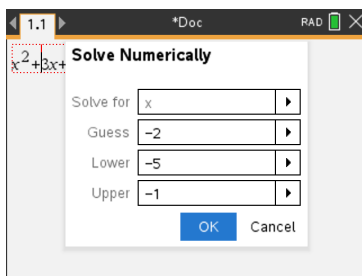 1.1 *Doc RAD
x²+3x+
Solve Numerically
Solve for x
Guess -2
Lower -5
Upper -1
OK Cancel